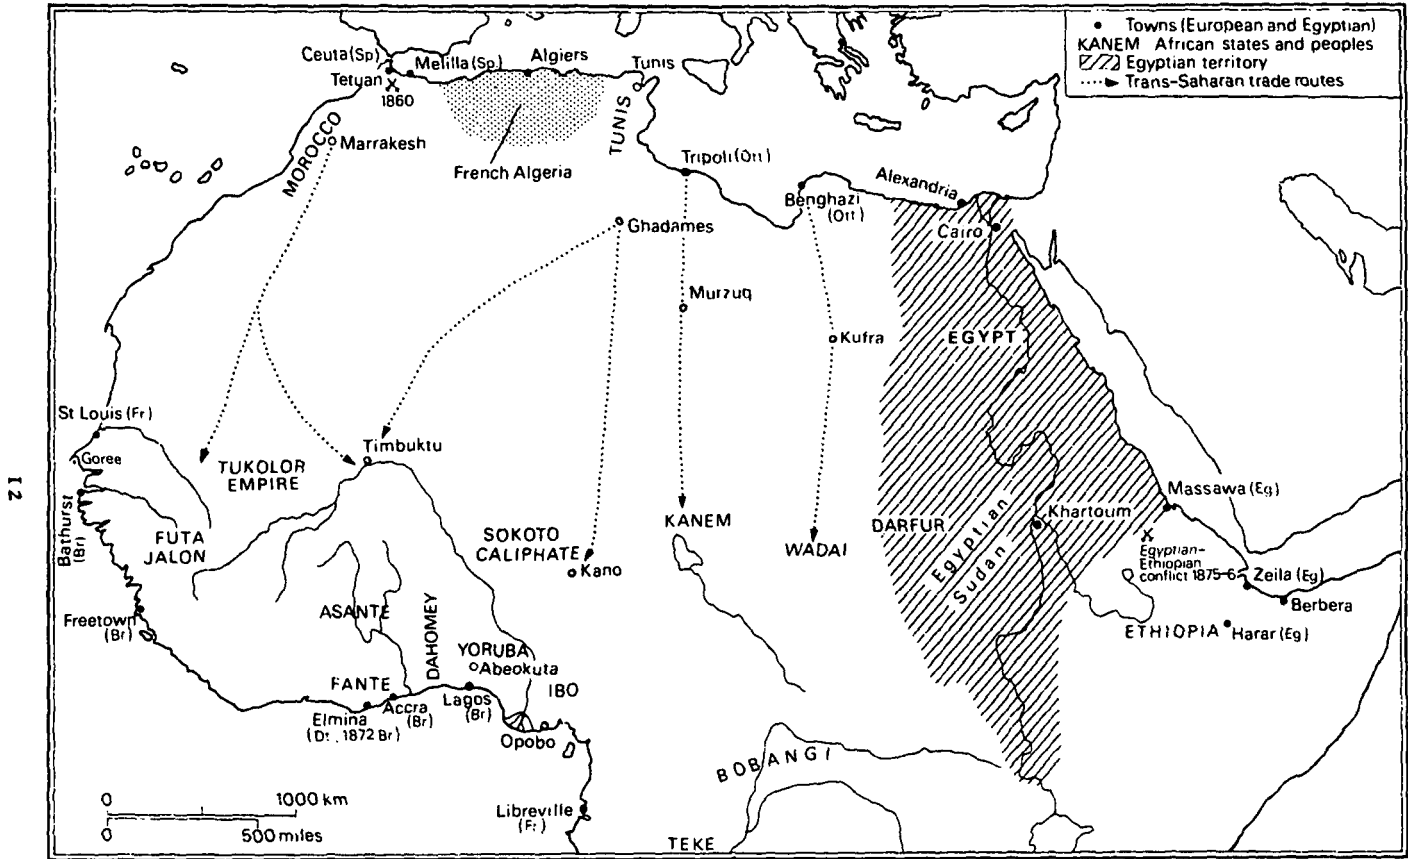 Towns (European and Egyptian)
KANEM African states and peoples
Egyptian territory
Trans-Saharan trade routes
Ceuta (Sp)
Melilla (Sp)
Algiers
Tunis
Tetuan
1860
MOROCCO
Marrakesh
French Algeria
TUNIS
Tripoli (Ott)
Benghazi
(Ott)
Alexandria
Cairo
Ghadames
Murzuq
Kufra
EGYPT
St Louis (Fr)
Goree
Bathurst
(Br)
TUKOLOR
EMPIRE
Timbuktu
FUTA
JALON
SOKOTO
CALIPHATE
Kano
KANEM
WADAI
DARFUR
Egyptian
Sudan
Khartoum
Massawa (Eg)
Egyptian-
Ethiopian
conflict 1875-6
Zeila (Eg)
Berbera
ETHIOPIA
Harar (Eg)
Freetown
(Br)
ASANTE
DAHOMEY
YORUBA
Abeokuta
IBO
FANTE
Elmina
(Dt, 1872 Br)
Accra
(Br)
Lagos
(Br)
Opobo
BOBANGI
Libreville
(Fr)
TEKE
0 1000 km
0 500 miles
12